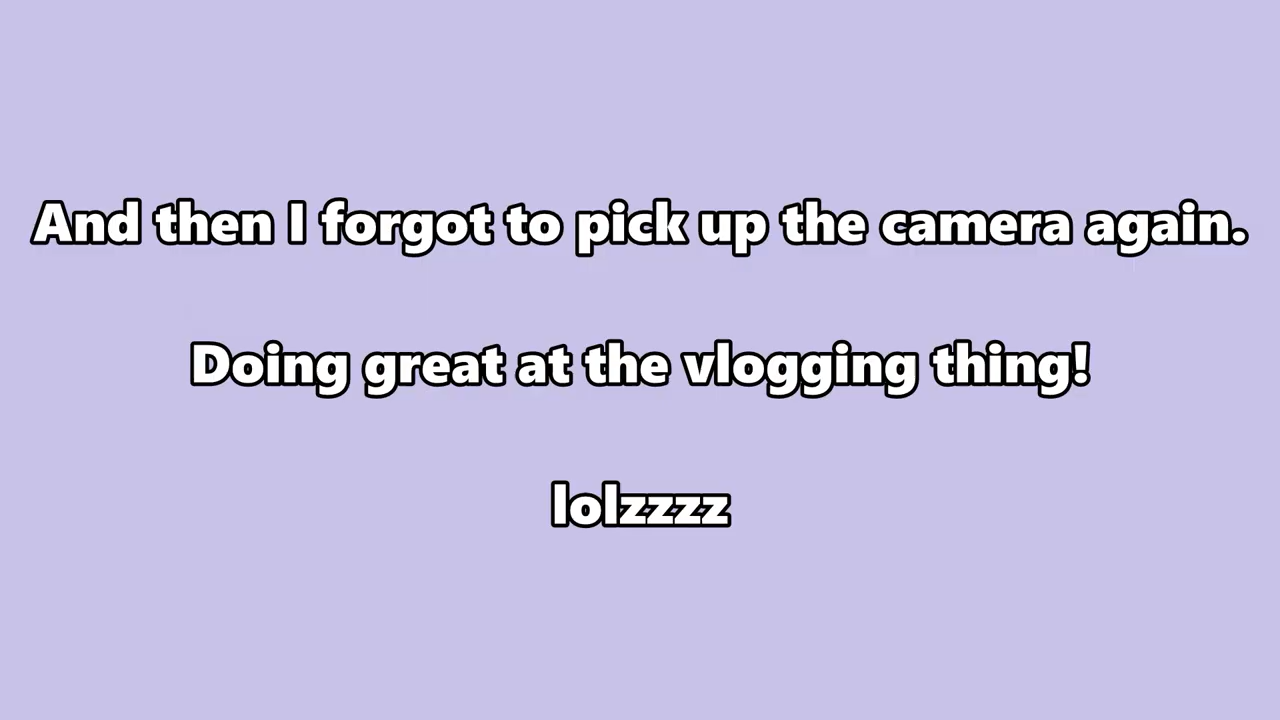 And then I forgot to pick up the camera again.
Doing great at the vlogging thing!
lolzzzz